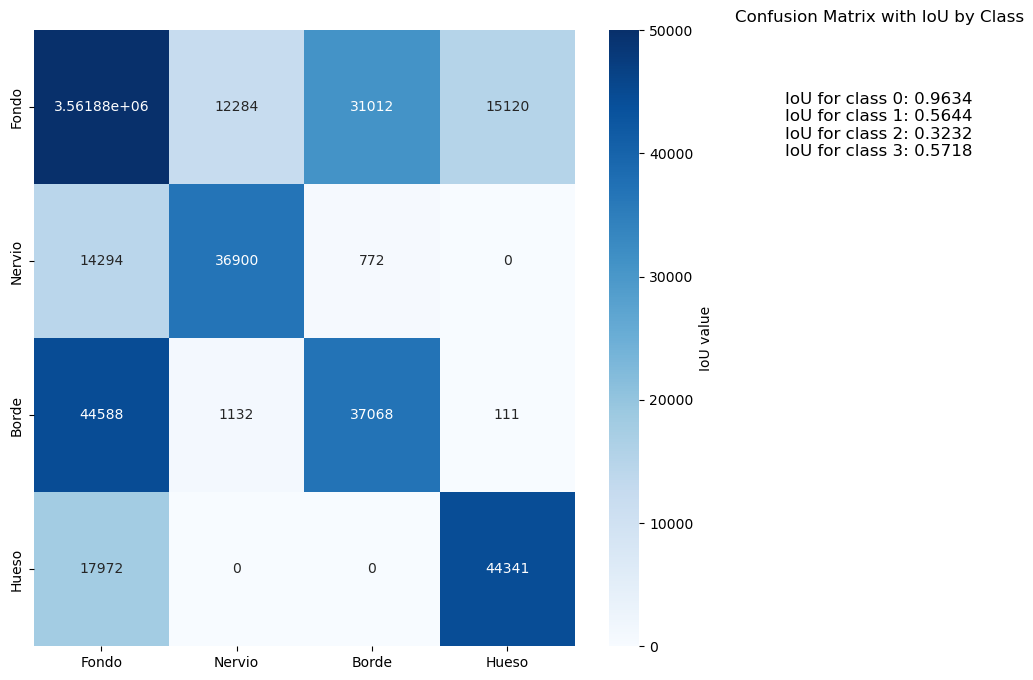 Confusion Matrix with IoU by Class
IoU for class 0: 0.9634
IoU for class 1: 0.5644
IoU for class 2: 0.3232
IoU for class 3: 0.5718
Fondo 3.56188e+06 12284 31012 15120
Nervio 14294 36900 772 0
Borde 44588 1132 37068 111
Hueso 17972 0 0 44341
Fondo Nervio Borde Hueso
50000
40000
30000
20000
10000
0
IoU value